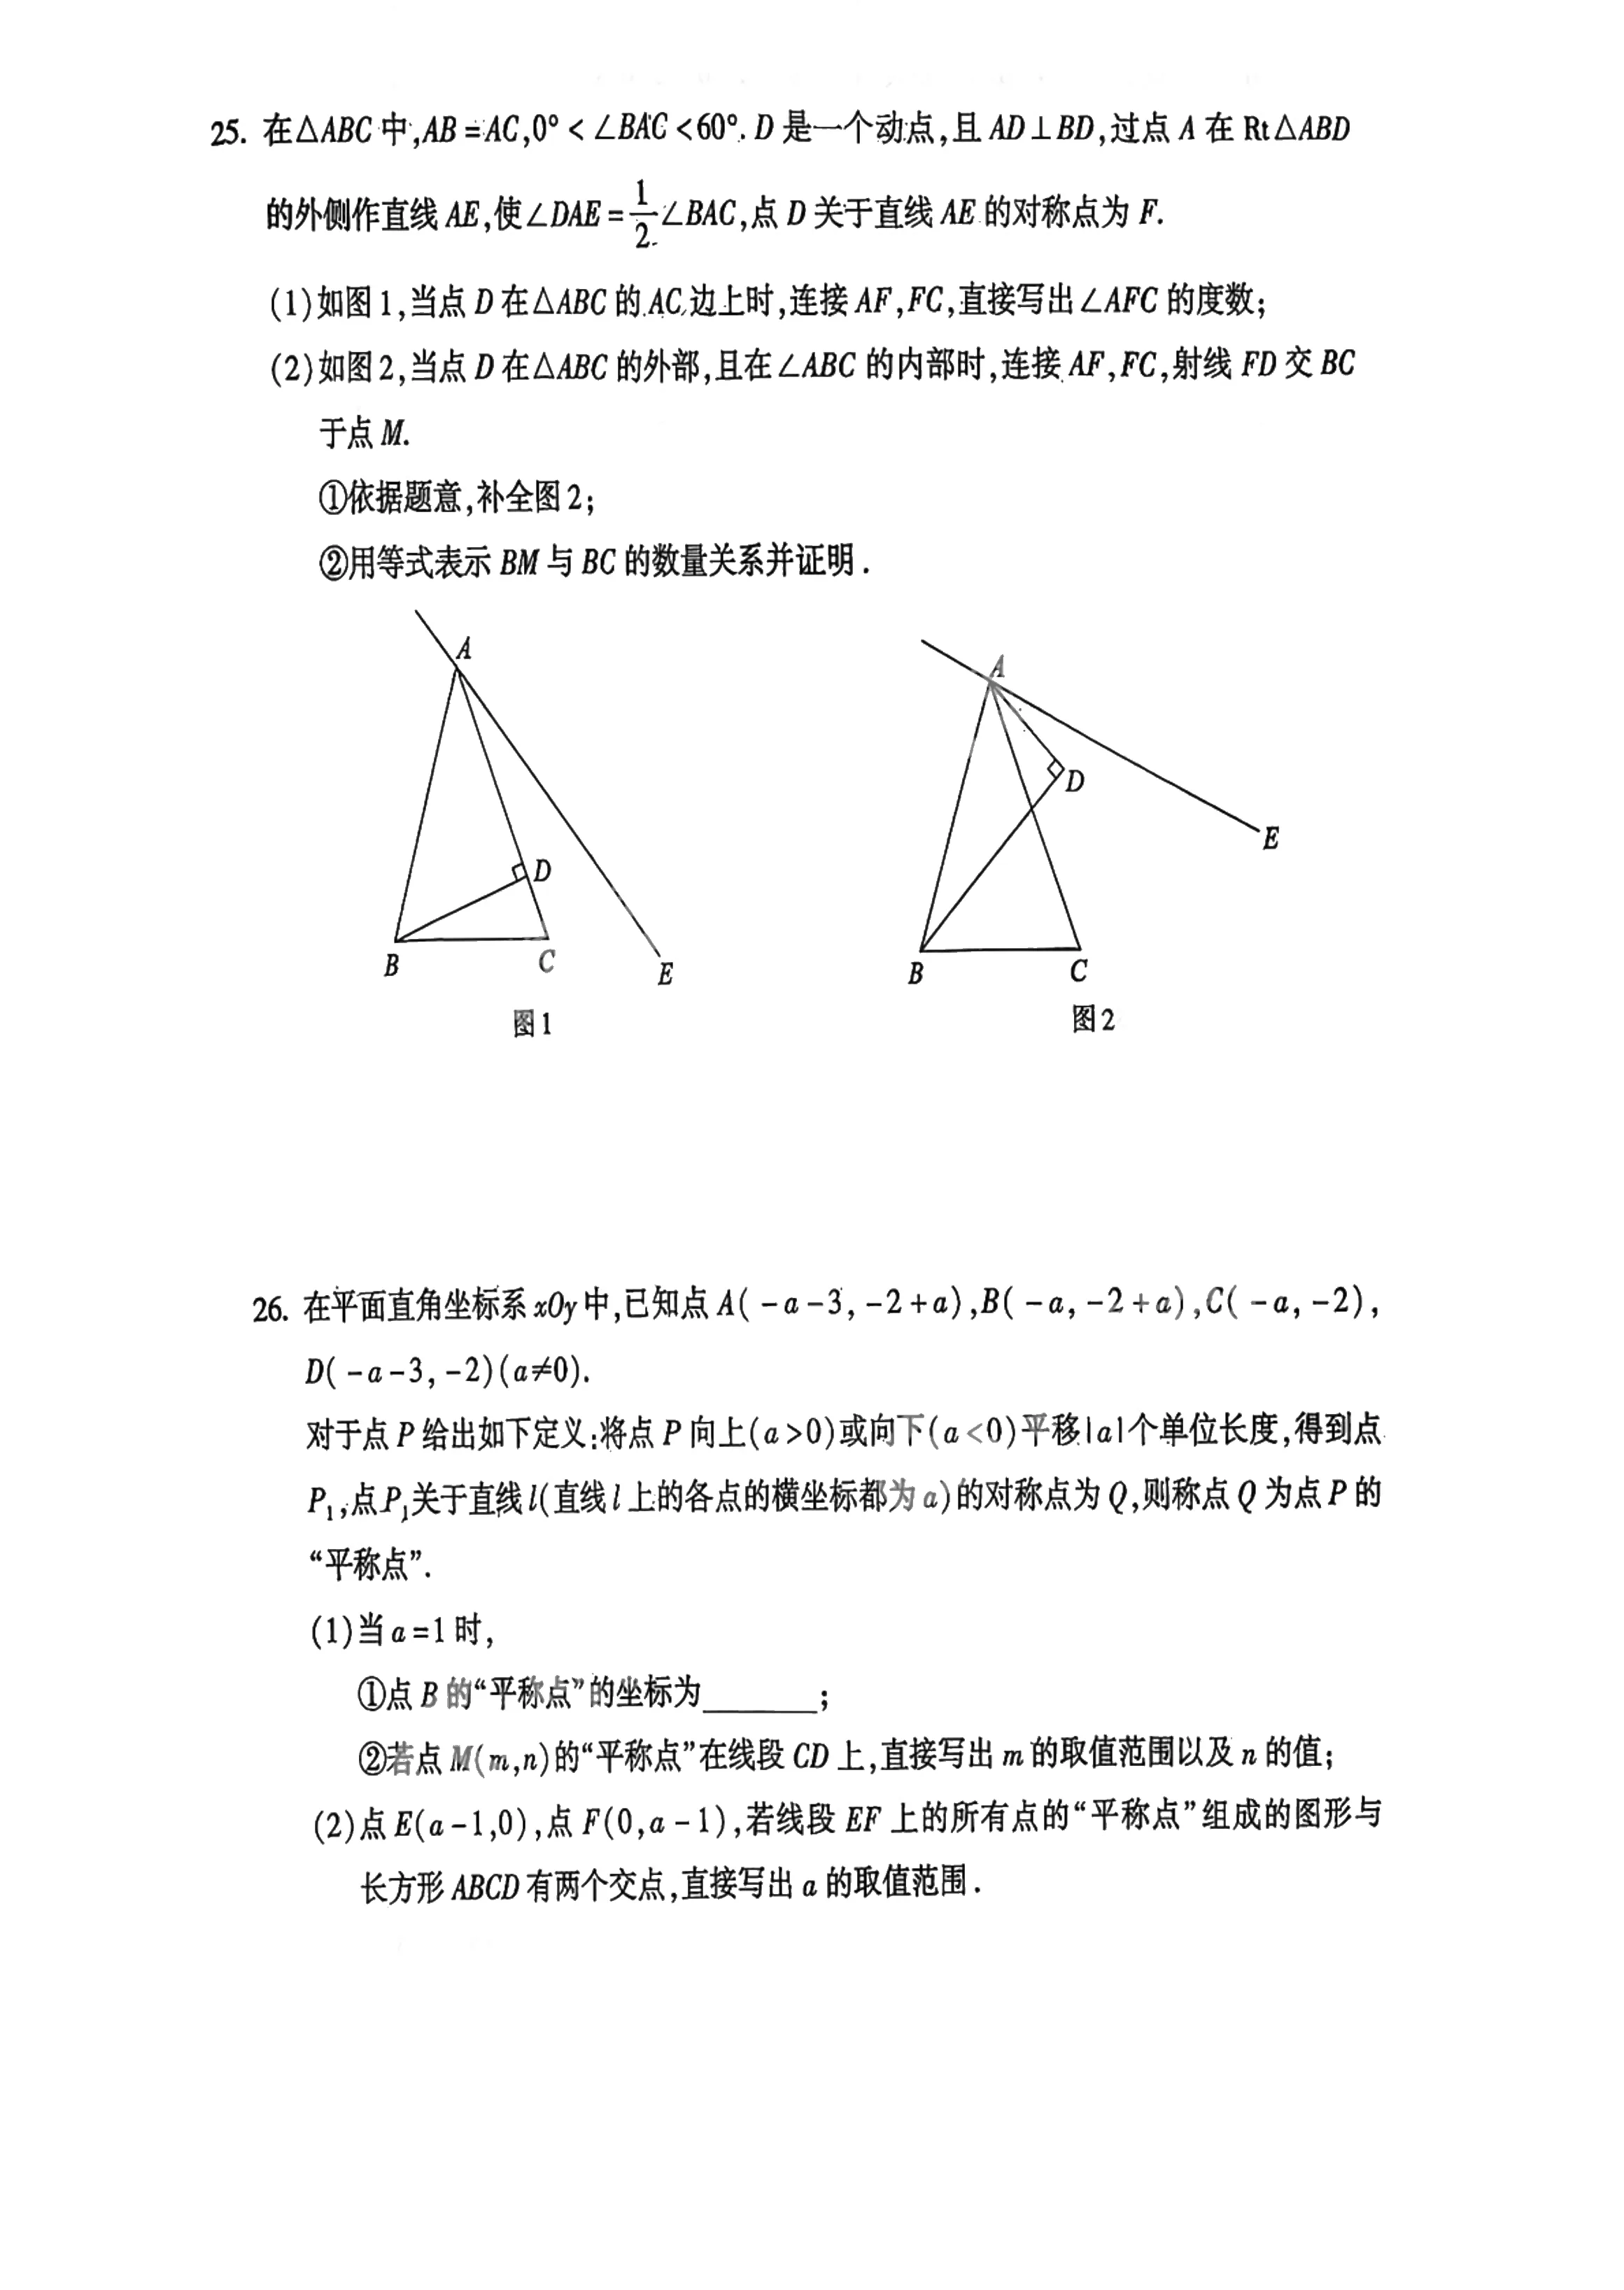 25. 在△ABC中,AB=AC,0°<∠BAC<60°. D是一个动点,且AD⊥BD,过点A在Rt△ABD
的外侧作直线AE,使∠DAE=\frac{1}{2}∠BAC,点D关于直线AE的对称点为F.
(1)如图1,当点D在△ABC的AC边上时,连接AF,FC,直接写出∠AFC的度数;
(2)如图2,当点D在△ABC的外部,且在∠ABC的内部时,连接AF,FC,射线FD交BC
于点M.
①依据题意,补全图2;
②用等式表示BM与BC的数量关系并证明.
A
D
B
C
E
图1
A
D
E
B
C
图2
26. 在平面直角坐标系xOy中,已知点A(-a-3,-2+a),B(-a,-2+a),C(-a,-2),
D(-a-3,-2)(a≠0).
对于点P给出如下定义:将点P向上(a>0)或向下(a<0)平移|a|个单位长度,得到点
P₁,点P₁关于直线l(直线l上的各点的横坐标都为a)的对称点为Q,则称点Q为点P的
“平称点”.
(1)当a=1时,
①点B的“平称点”的坐标为______;
②若点M(m,n)的“平称点”在线段CD上,直接写出m的取值范围以及n的值;
(2)点E(a-1,0),点F(0,a-1),若线段EF上的所有点的“平称点”组成的图形与
长方形ABCD有两个交点,直接写出a的取值范围.